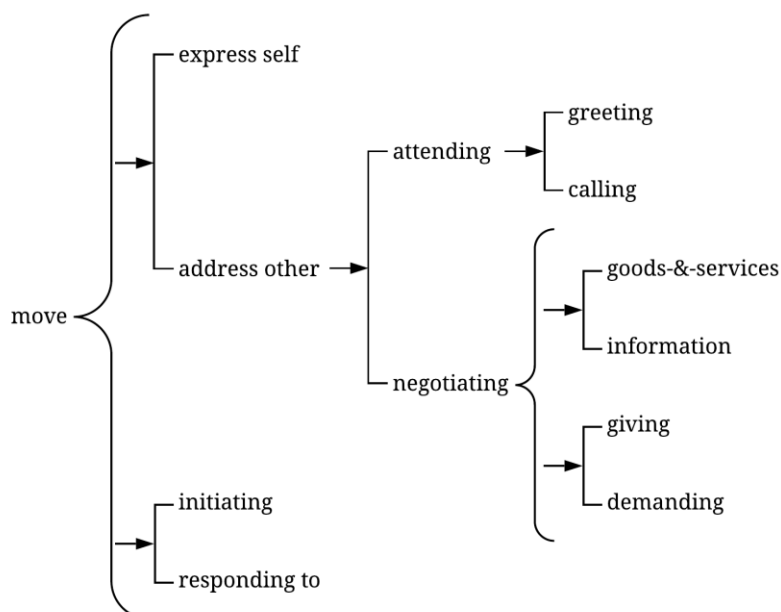 express self
greeting
attending
calling
address other
goods-&-services
move
information
negotiating
giving
initiating
demanding
responding to